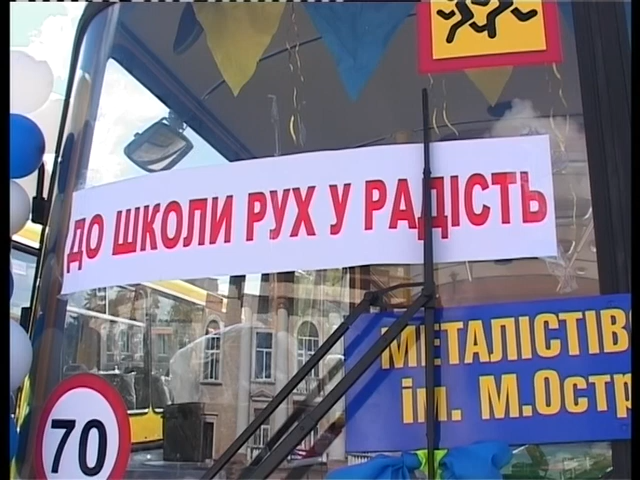 ДО ШКОЛИ РУХ У РАДІСТЬ
МЕТАЛІСТІВ
ім. М.Остр
70